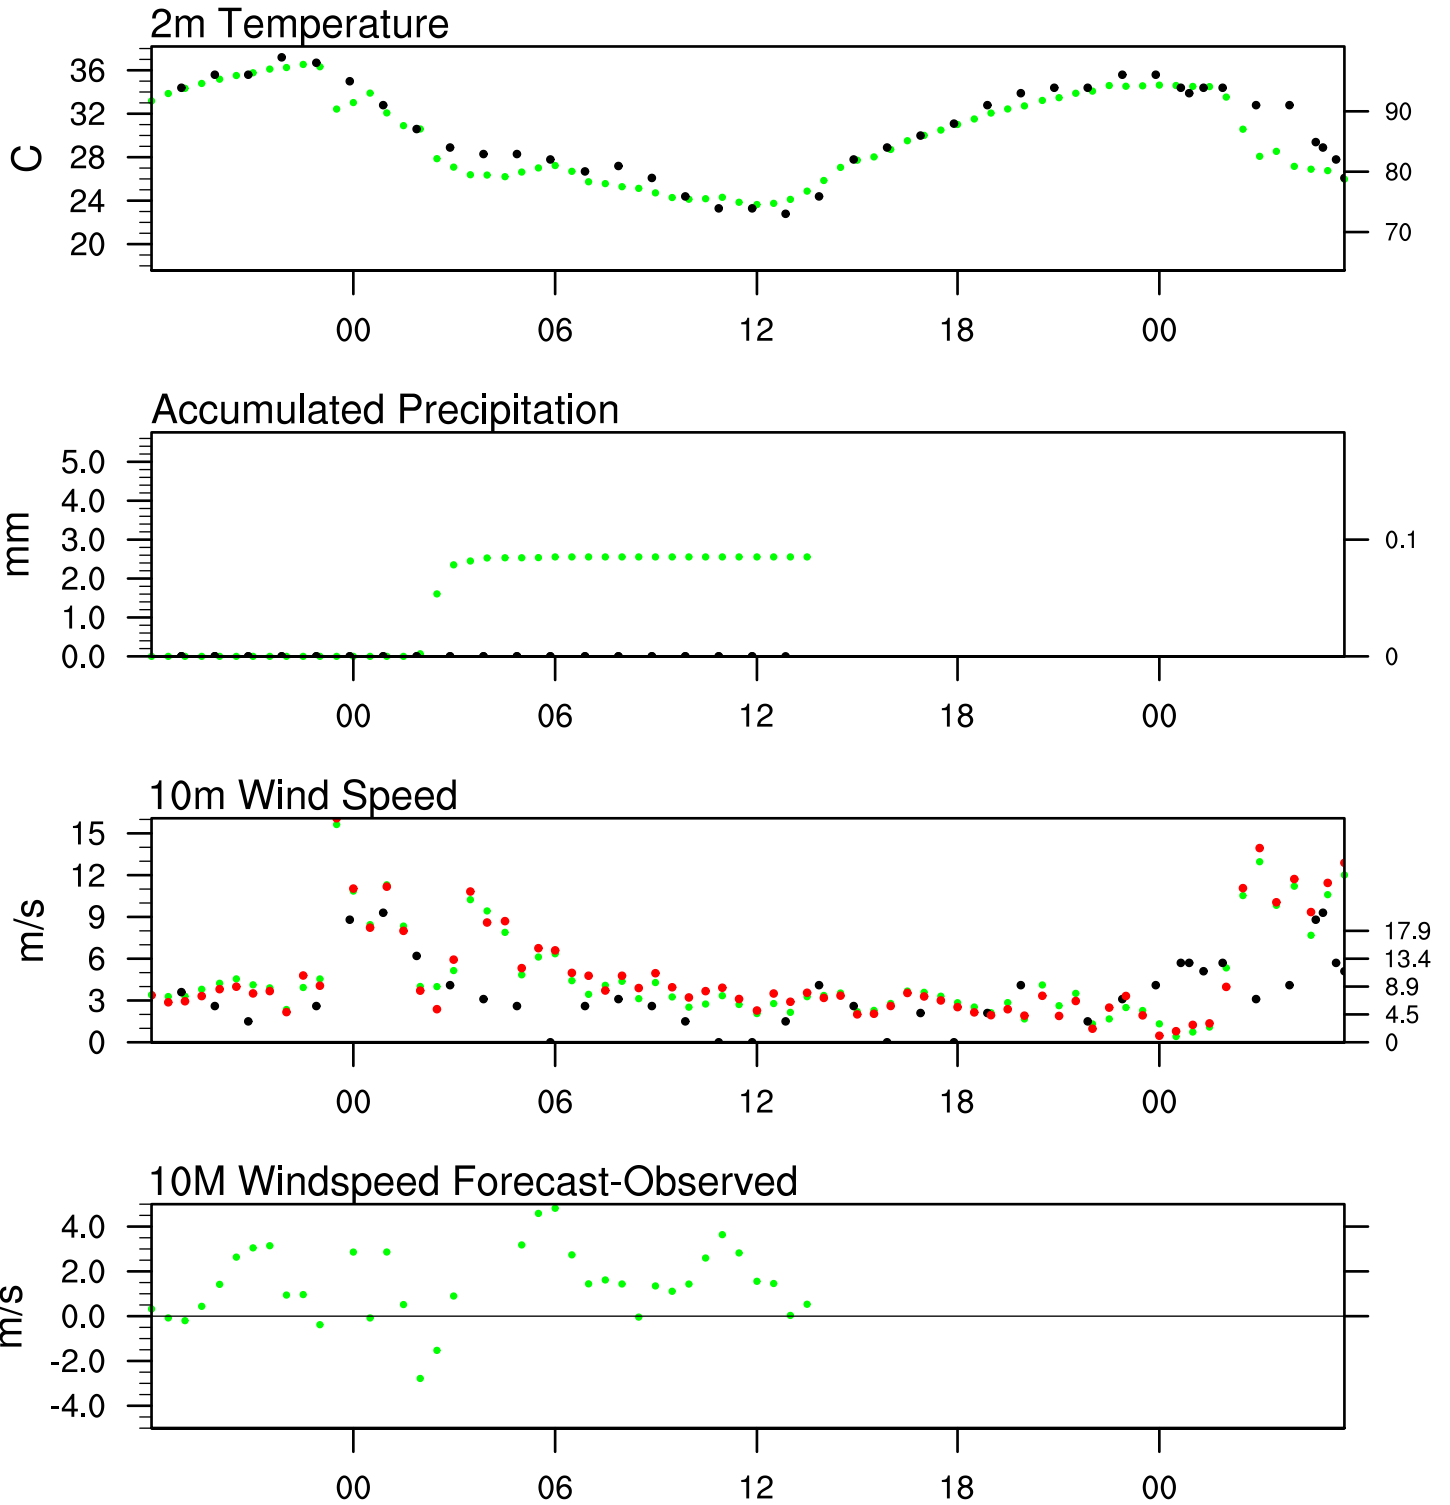 2m Temperature
C
36
32
28
24
20
90
80
70
00 06 12 18 00
Accumulated Precipitation
mm
5.0
4.0
3.0
2.0
1.0
0.0
0.1
0
00 06 12 18 00
10m Wind Speed
m/s
15
12
9
6
3
0
17.9
13.4
8.9
4.5
0
00 06 12 18 00
10M Windspeed Forecast-Observed
m/s
4.0
2.0
0.0
-2.0
-4.0
00 06 12 18 00